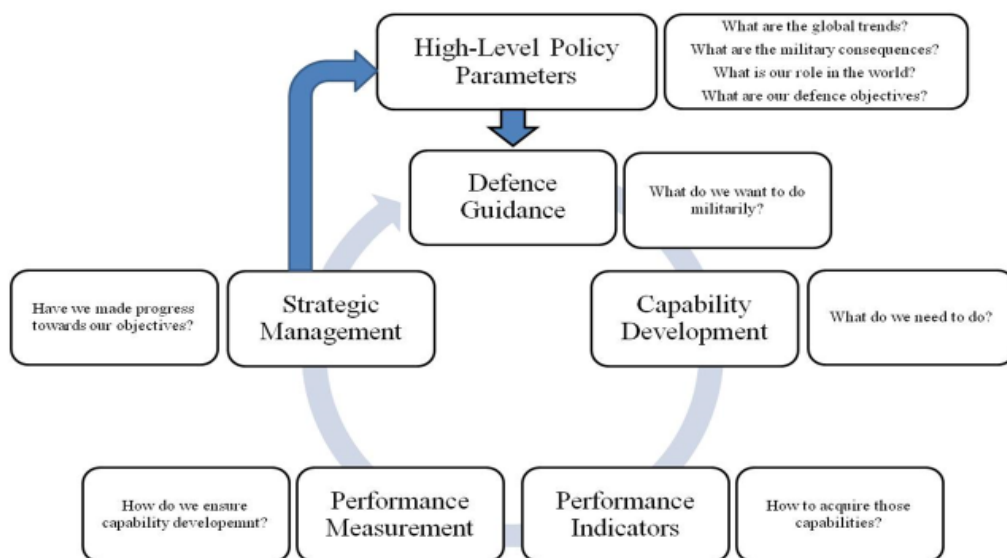 High-Level Policy
Parameters
What are the global trends?
What are the military consequences?
What is our role in the world?
What are our defence objectives?
Defence
Guidance
What do we want to do
militarily?
Have we made progress
towards our objectives?
Strategic
Management
Capability
Development
What do we need to do?
How do we ensure
capability developemnt?
Performance
Measurement
Performance
Indicators
How to acquire those
capabilities?